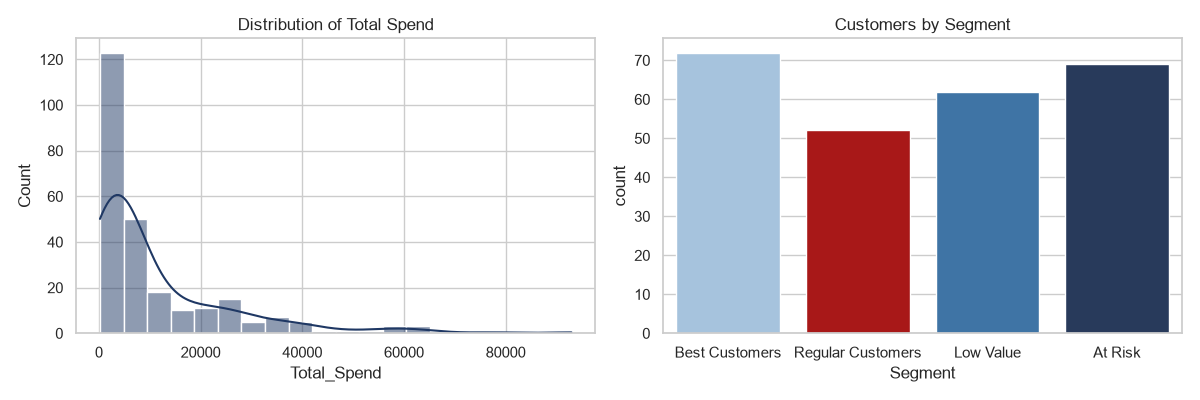 Distribution of Total Spend
Count
120
100
80
60
40
20
0
0 20000 40000 60000 80000
Total_Spend
Customers by Segment
count
70
60
50
40
30
20
10
0
Best Customers Regular Customers Low Value At Risk
Segment